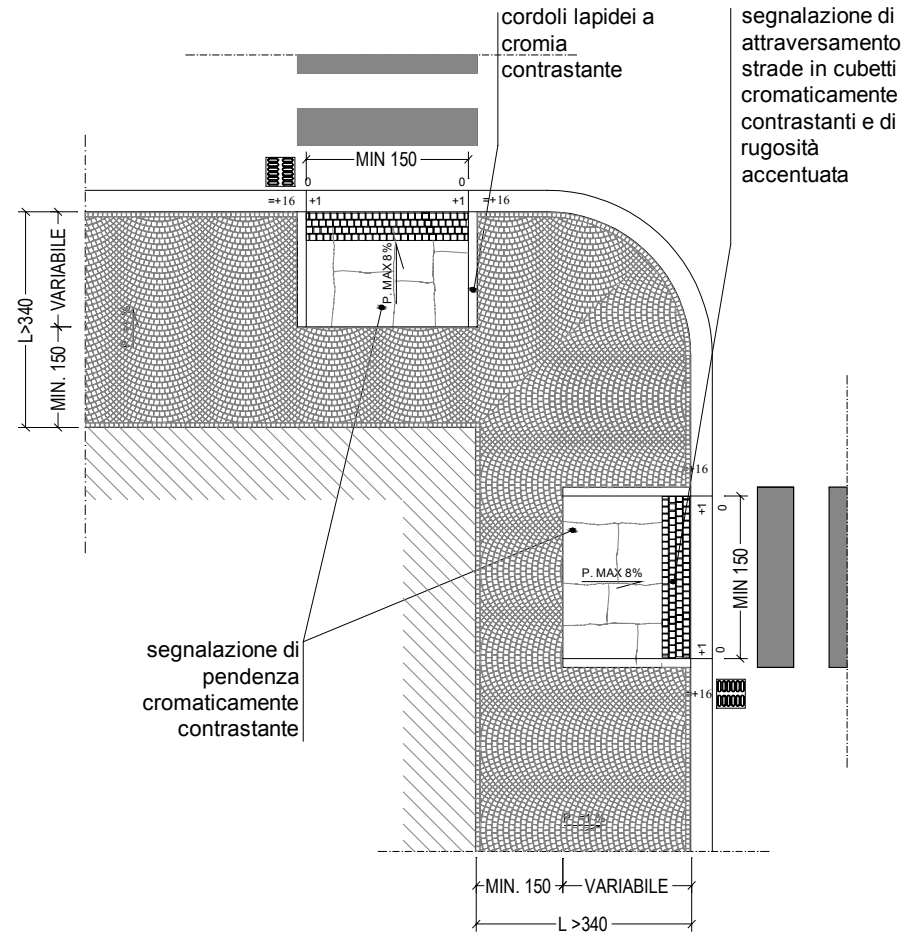 cordoli lapidei a
cromia
contrastante
segnalazione di
attraversamento
strade in cubetti
cromaticamente
contrastanti e di
rugosità
accentuata
MIN 150
0 0
=+16 +1 +1 =+16
L>340
MIN. 150 VARIABILE
P. MAX 8%
=+16
+1 0
P. MAX 8%
MIN 150
+1 0
=+16
segnalazione di
pendenza
cromaticamente
contrastante
P. =1 %
MIN. 150 VARIABILE
L >340